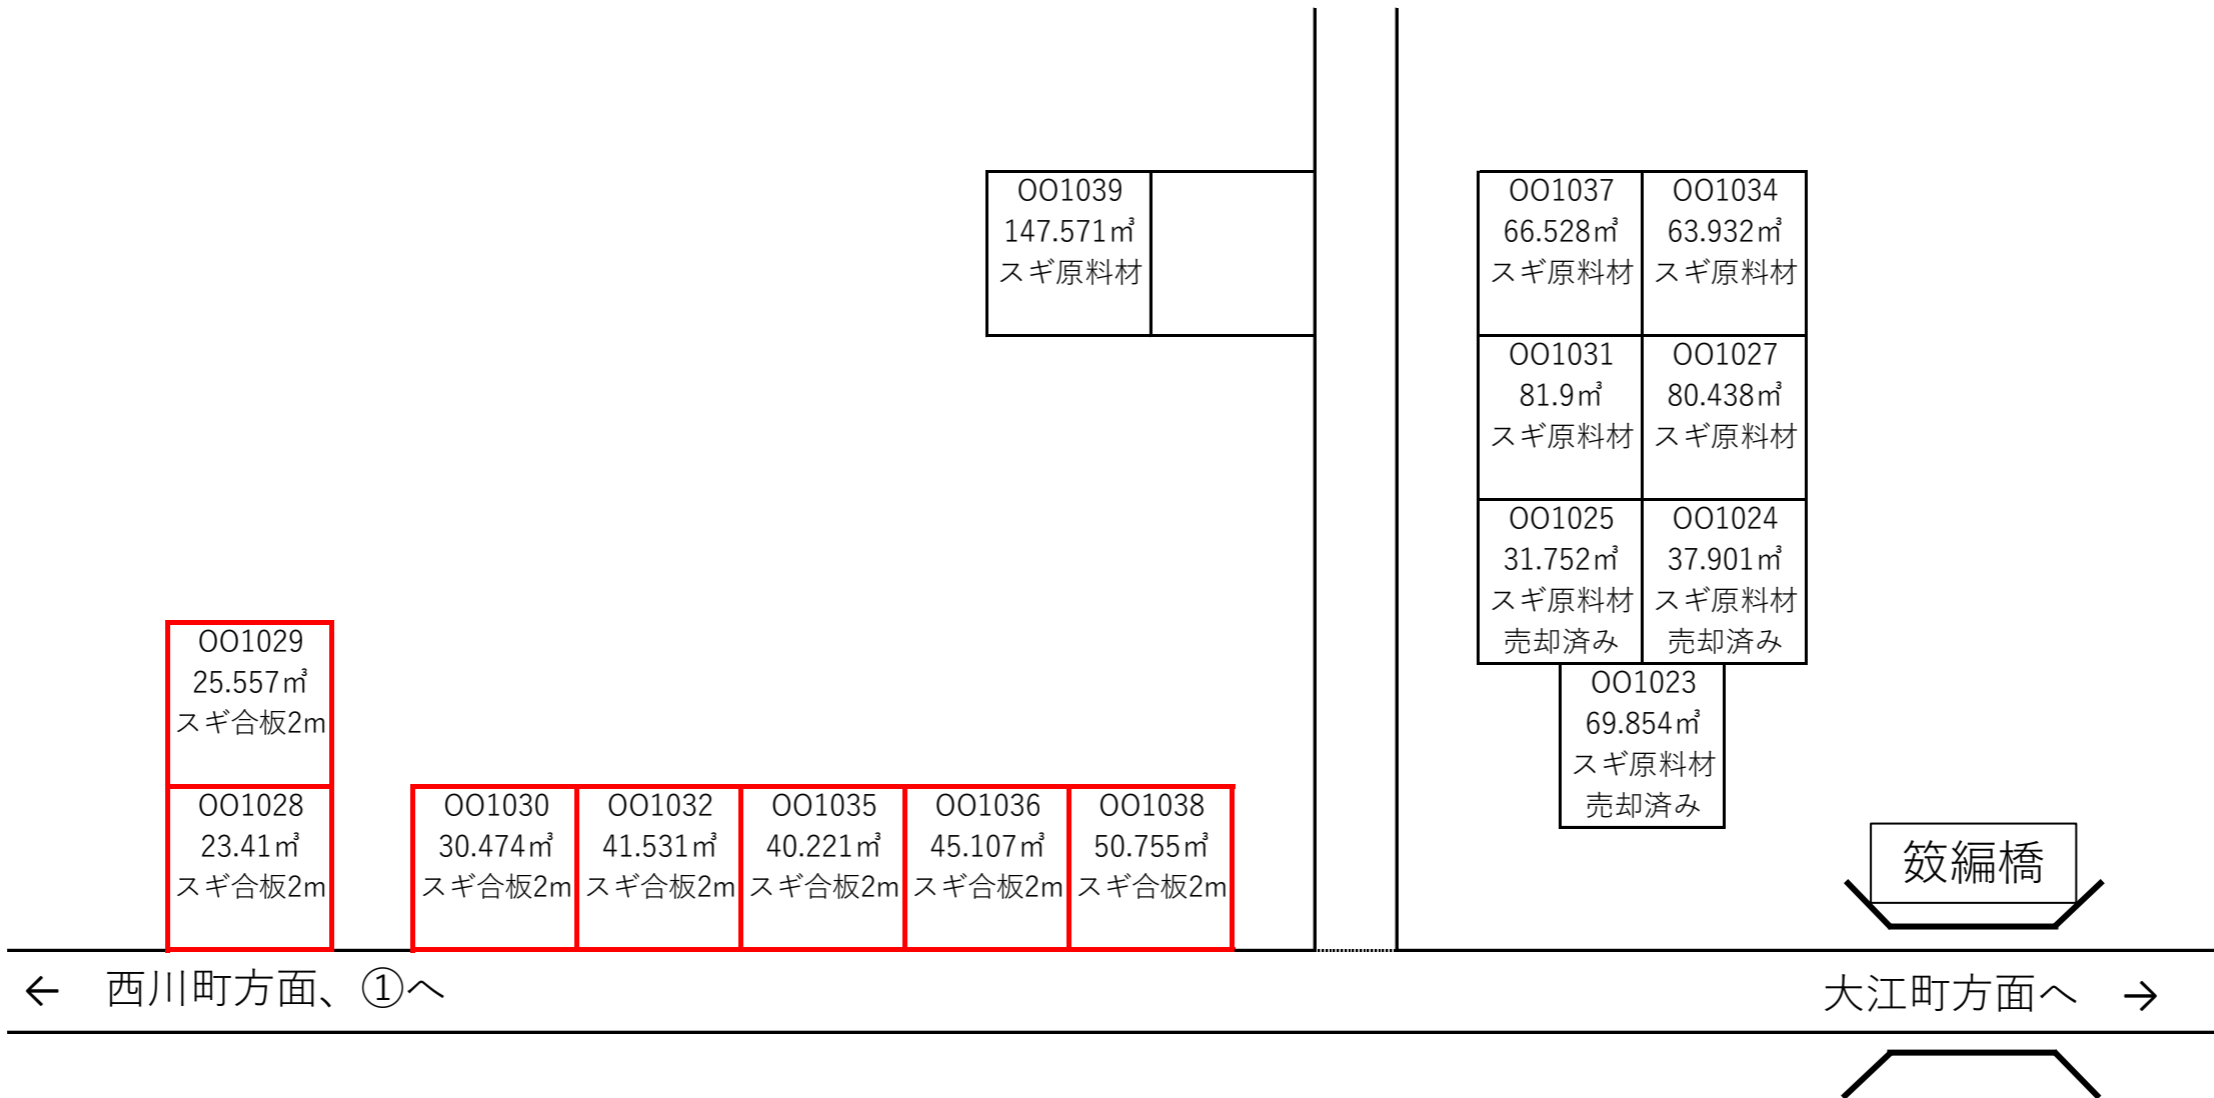 OO1039
147.571㎥
スギ原料材
OO1037
66.528㎥
スギ原料材
OO1034
63.932㎥
スギ原料材
OO1031
81.9㎥
スギ原料材
OO1027
80.438㎥
スギ原料材
OO1025
31.752㎥
スギ原料材
売却済み
OO1024
37.901㎥
スギ原料材
売却済み
OO1023
69.854㎥
スギ原料材
売却済み
OO1029
25.557㎥
スギ合板2m
OO1028
23.41㎥
スギ合板2m
OO1030
30.474㎥
スギ合板2m
OO1032
41.531㎥
スギ合板2m
OO1035
40.221㎥
スギ合板2m
OO1036
45.107㎥
スギ合板2m
OO1038
50.755㎥
スギ合板2m
笯編橋
← 西川町方面、①へ
大江町方面へ →